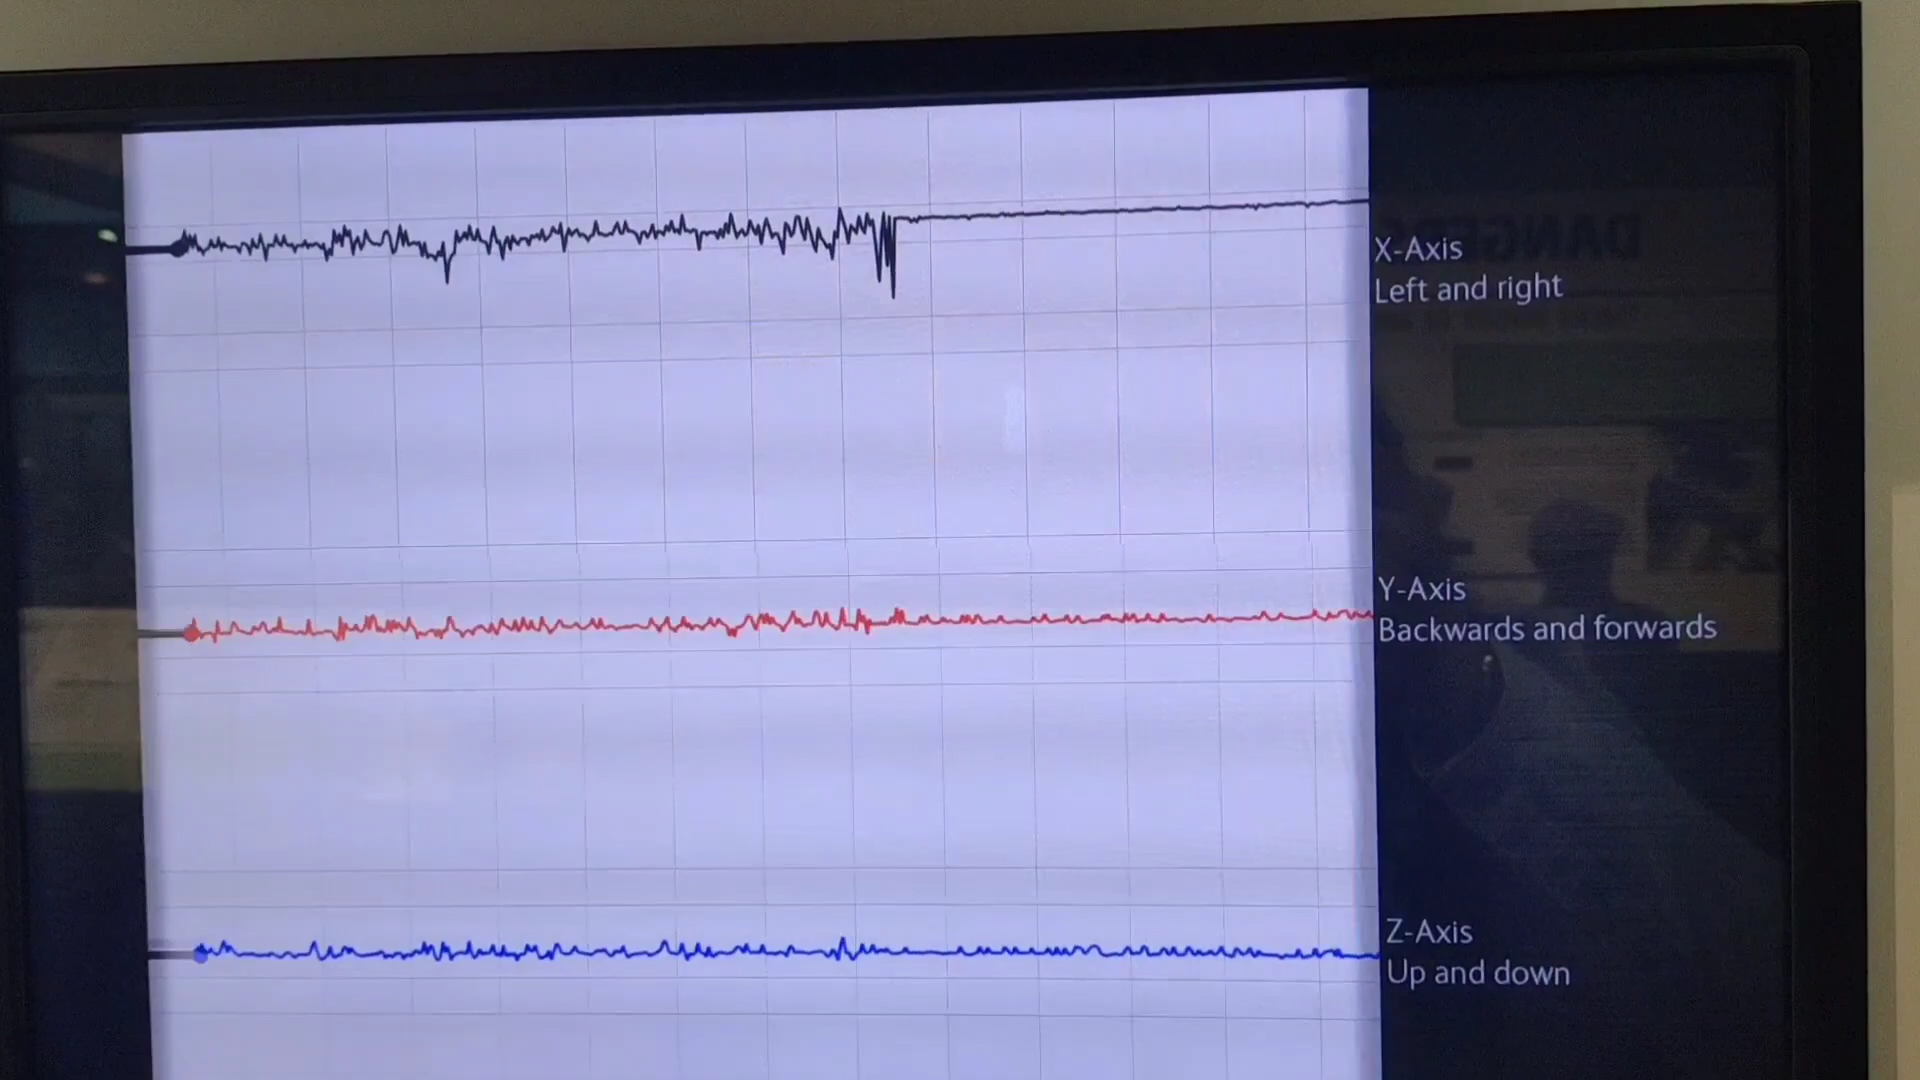 X-Axis
Left and right
Y-Axis
Backwards and forwards
Z-Axis
Up and down